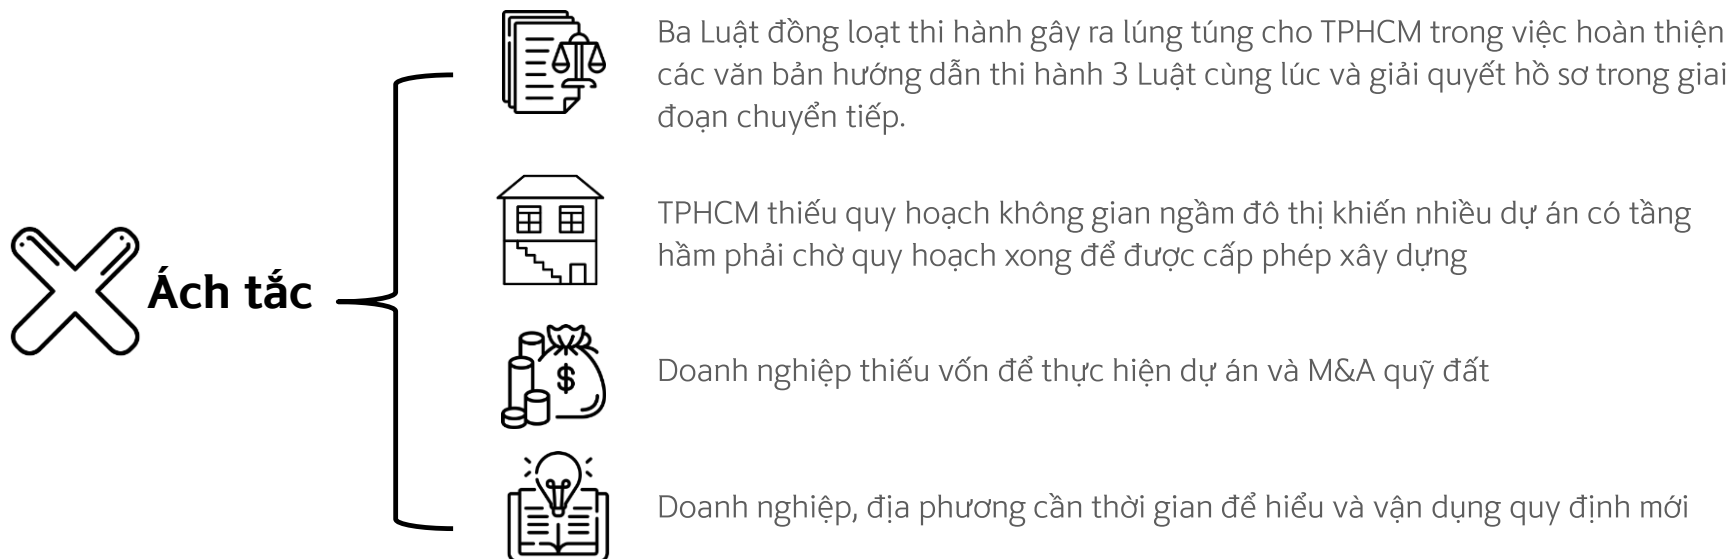 Ba Luật đồng loạt thi hành gây ra lúng túng cho TPHCM trong việc hoàn thiện
các văn bản hướng dẫn thi hành 3 Luật cùng lúc và giải quyết hồ sơ trong giai
đoạn chuyển tiếp.
TPHCM thiếu quy hoạch không gian ngầm đô thị khiến nhiều dự án có tầng
hầm phải chờ quy hoạch xong để được cấp phép xây dựng
Ách tắc
$
Doanh nghiệp thiếu vốn để thực hiện dự án và M&A quỹ đất
Doanh nghiệp, địa phương cần thời gian để hiểu và vận dụng quy định mới